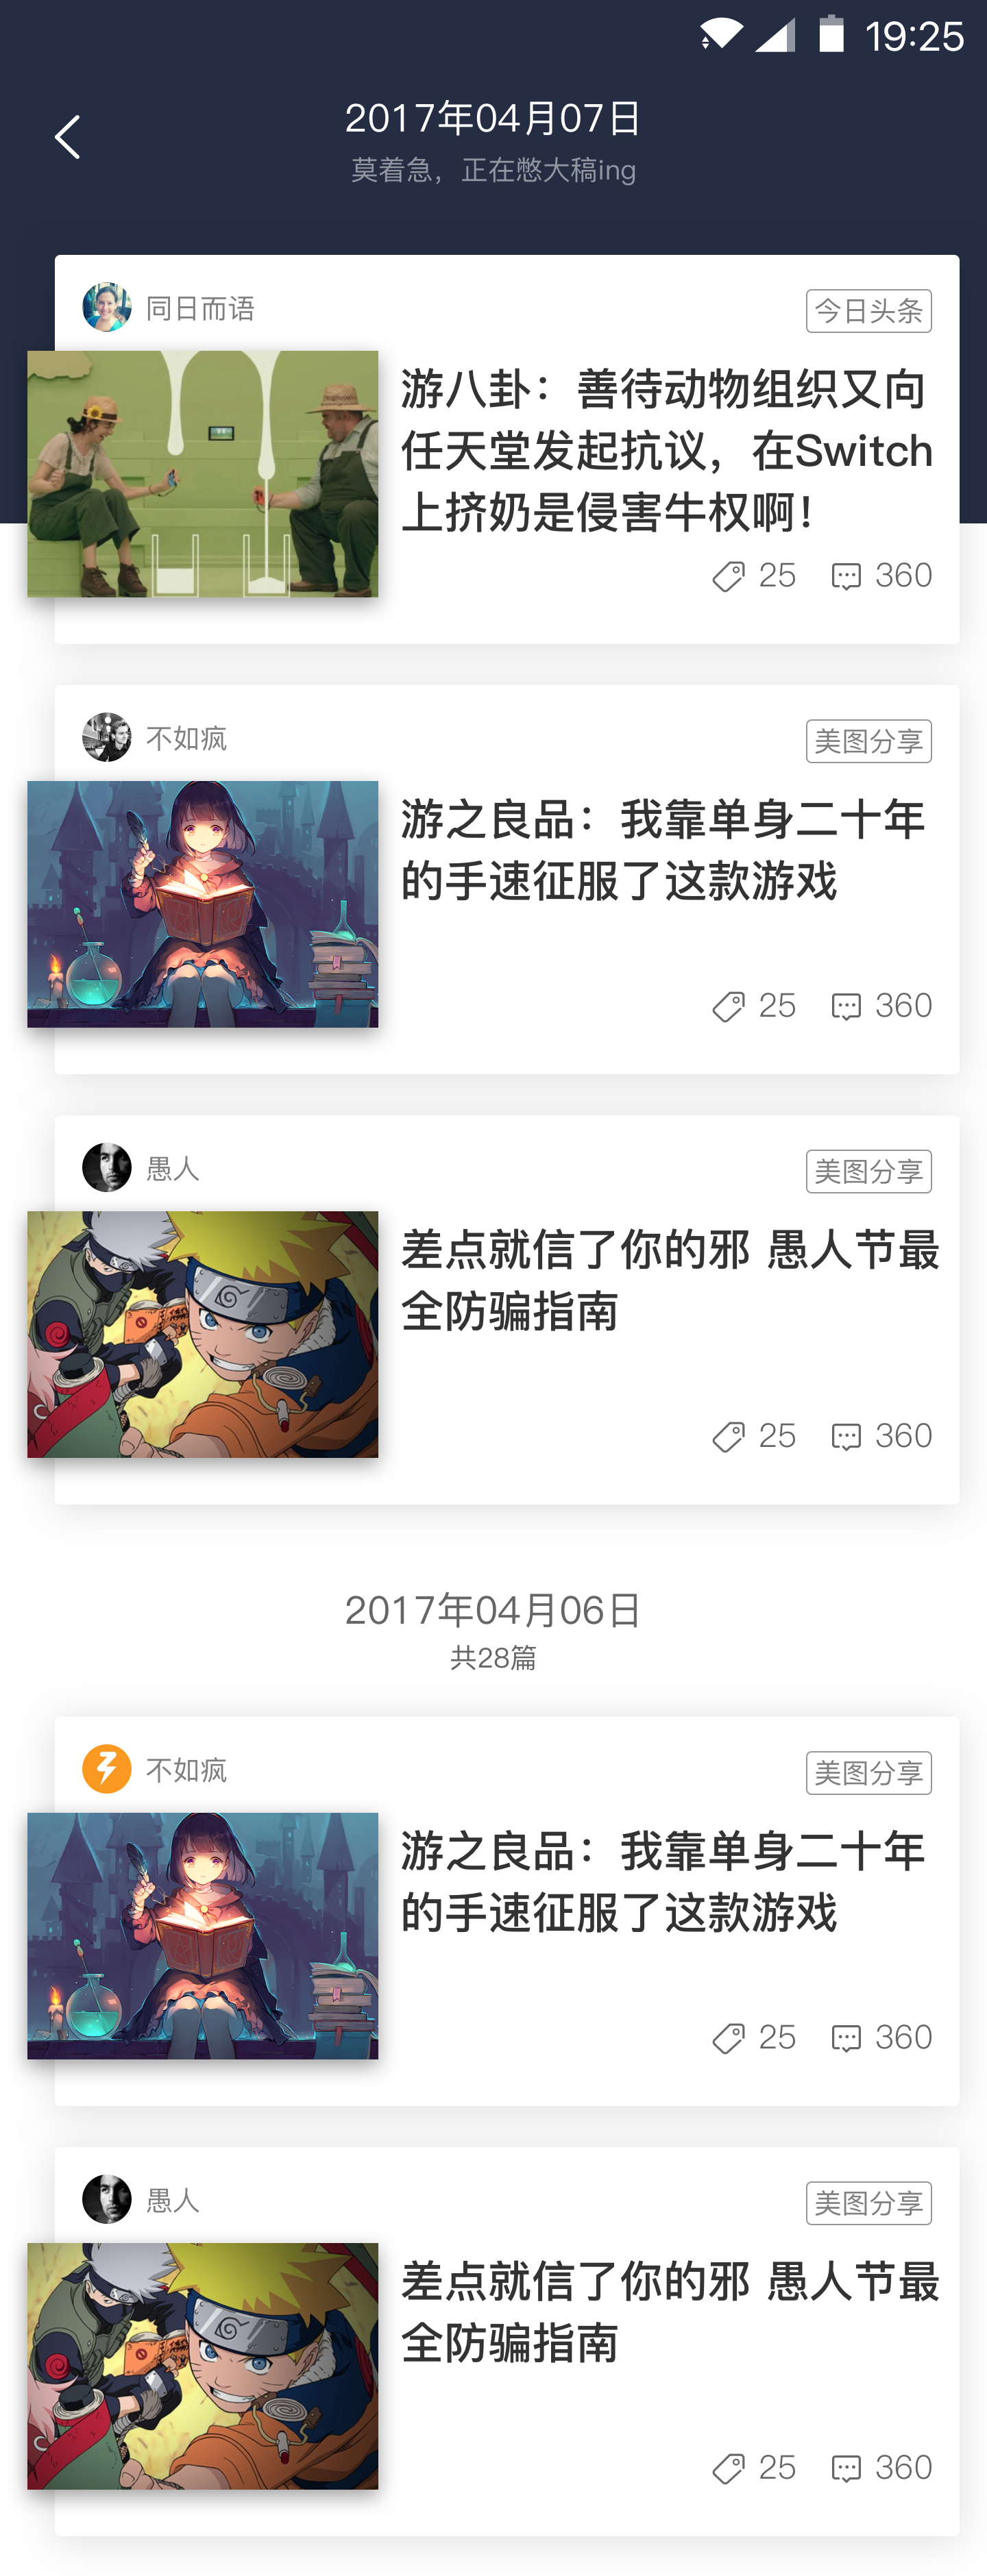 19:25
2017年04月07日
莫着急，正在憋大稿ing
同日而语
今日头条
游八卦：善待动物组织又向
任天堂发起抗议，在Switch
上挤奶是侵害牛权啊！
25 360
不如疯
美图分享
游之良品：我靠单身二十年
的手速征服了这款游戏
25 360
愚人
美图分享
差点就信了你的邪 愚人节最
全防骗指南
25 360
2017年04月06日
共28篇
不如疯
美图分享
游之良品：我靠单身二十年
的手速征服了这款游戏
25 360
愚人
美图分享
差点就信了你的邪 愚人节最
全防骗指南
25 360